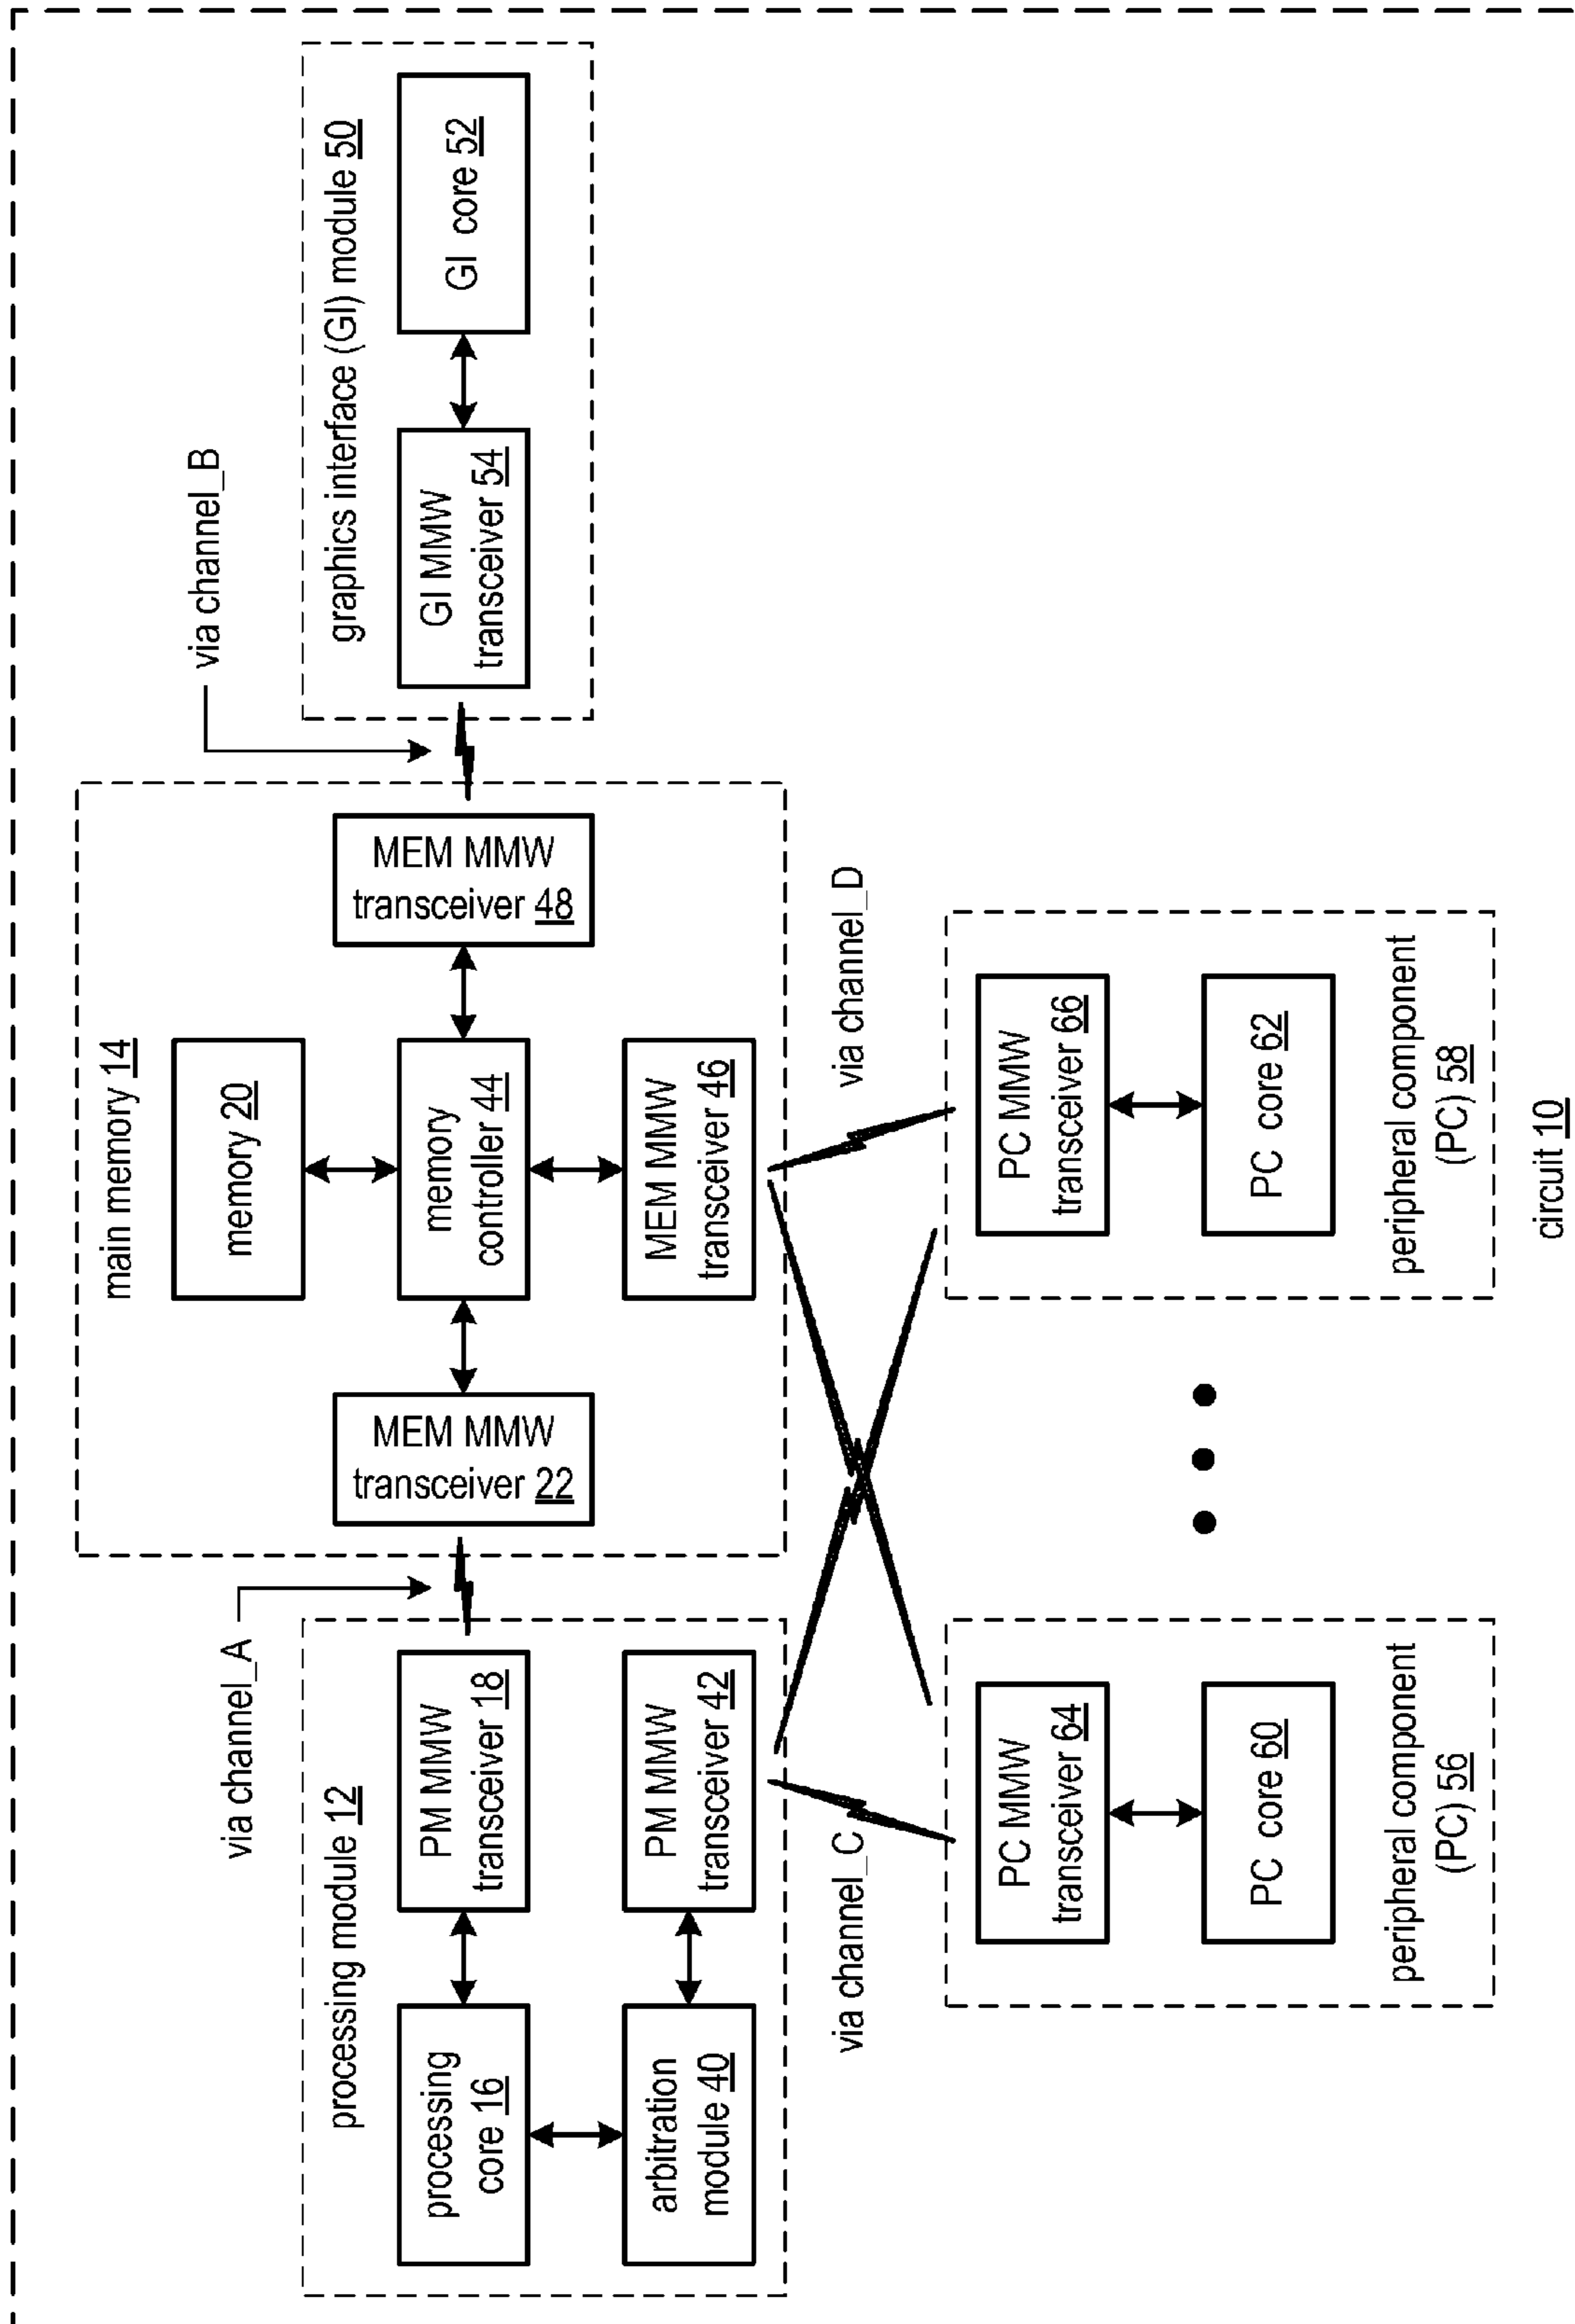 via channel_A
via channel_B
processing module 12
processing
core 16
PM MMW
transceiver 18
arbitration
module 40
PM MMW
transceiver 42
main memory 14
memory 20
MEM MMW
transceiver 22
memory
controller 44
MEM MMW
transceiver 48
MEM MMW
transceiver 46
graphics interface (GI) module 50
GI MMW
transceiver 54
GI core 52
via channel_C
via channel_D
PC MMW
transceiver 64
PC core 60
peripheral component
(PC) 56
PC MMW
transceiver 66
PC core 62
peripheral component
(PC) 58
circuit 10